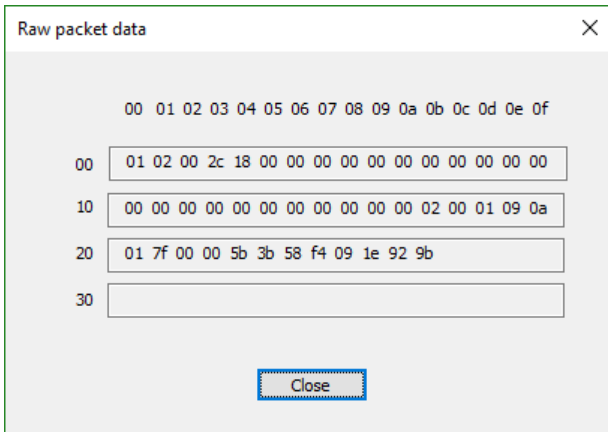 Raw packet data
00 01 02 03 04 05 06 07 08 09 0a 0b 0c 0d 0e 0f
00 01 02 00 2c 18 00 00 00 00 00 00 00 00 00 00 00
10 00 00 00 00 00 00 00 00 00 00 00 02 00 01 09 0a
20 01 7f 00 00 5b 3b 58 f4 09 1e 92 9b
30
Close